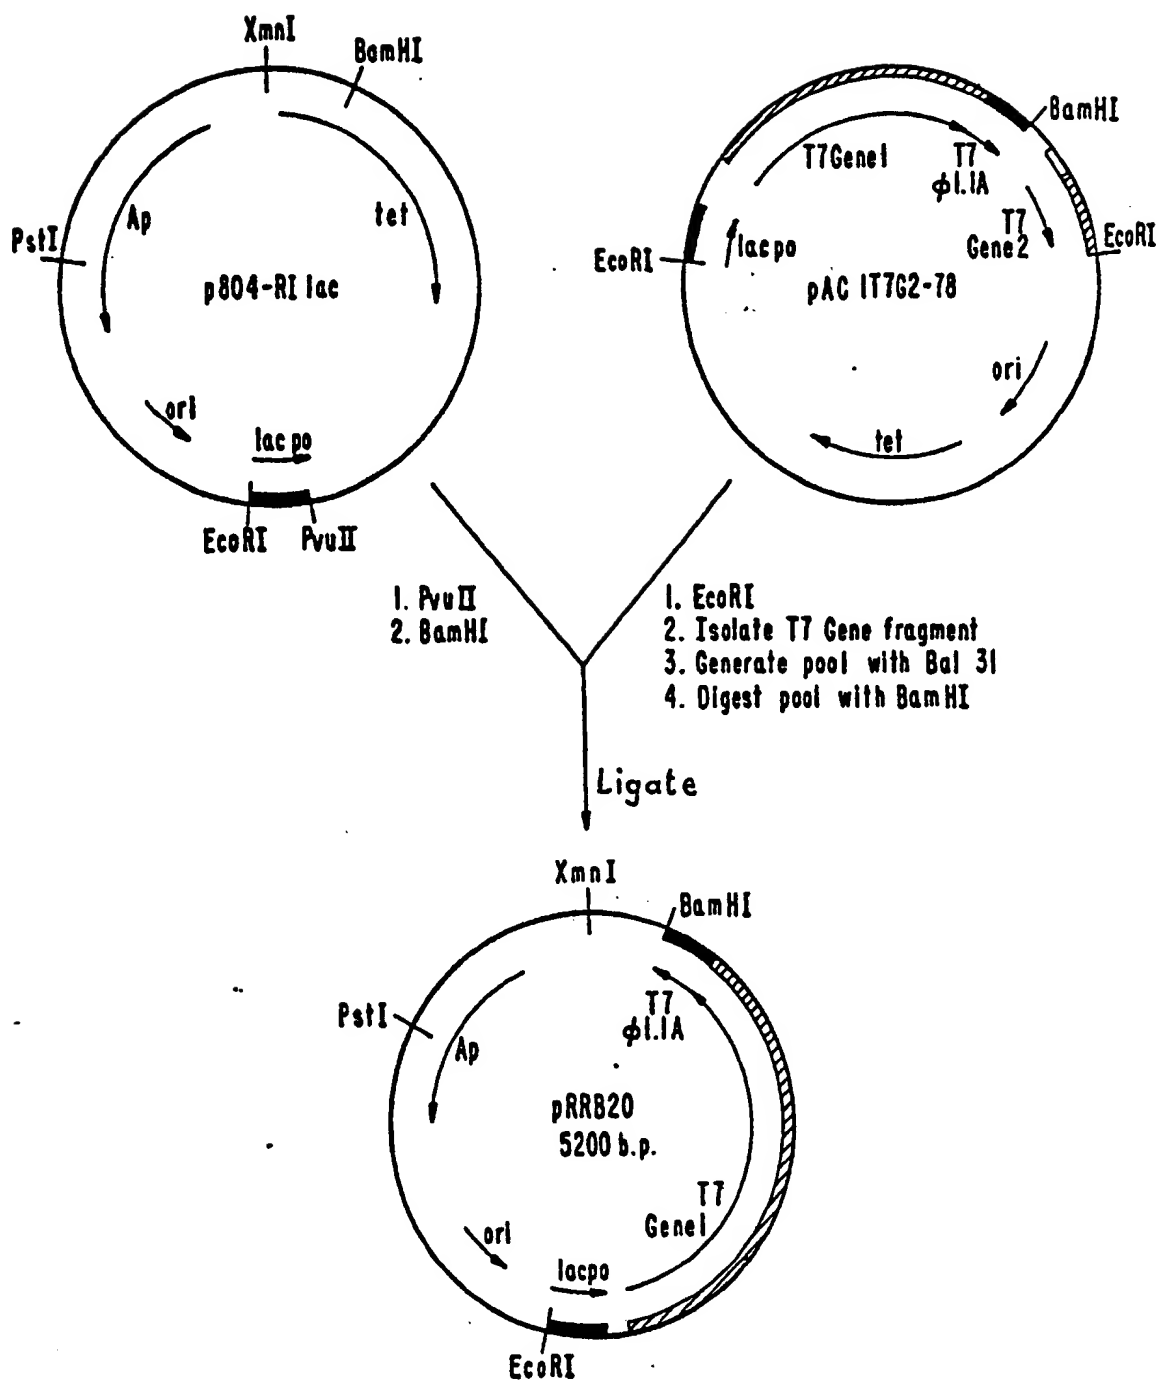 XmnI
BamHI
PstI
Ap
tet
p804-RI lac
ori
lac po
EcoRI
PvuII
BamHI
T7Gene1
T7
ϕ1.1A
T7
Gene2
EcoRI
lacpo
EcoRI
pAC IT7G2-78
ori
tet
1. PvuII
2. BamHI
1. EcoRI
2. Isolate T7 Gene fragment
3. Generate pool with Bal 31
4. Digest pool with BamHI
Ligate
XmnI
BamHI
PstI
Ap
T7
ϕ1.1A
pRRB20
5200 b.p.
T7
Gene1
ori
lacpo
EcoRI